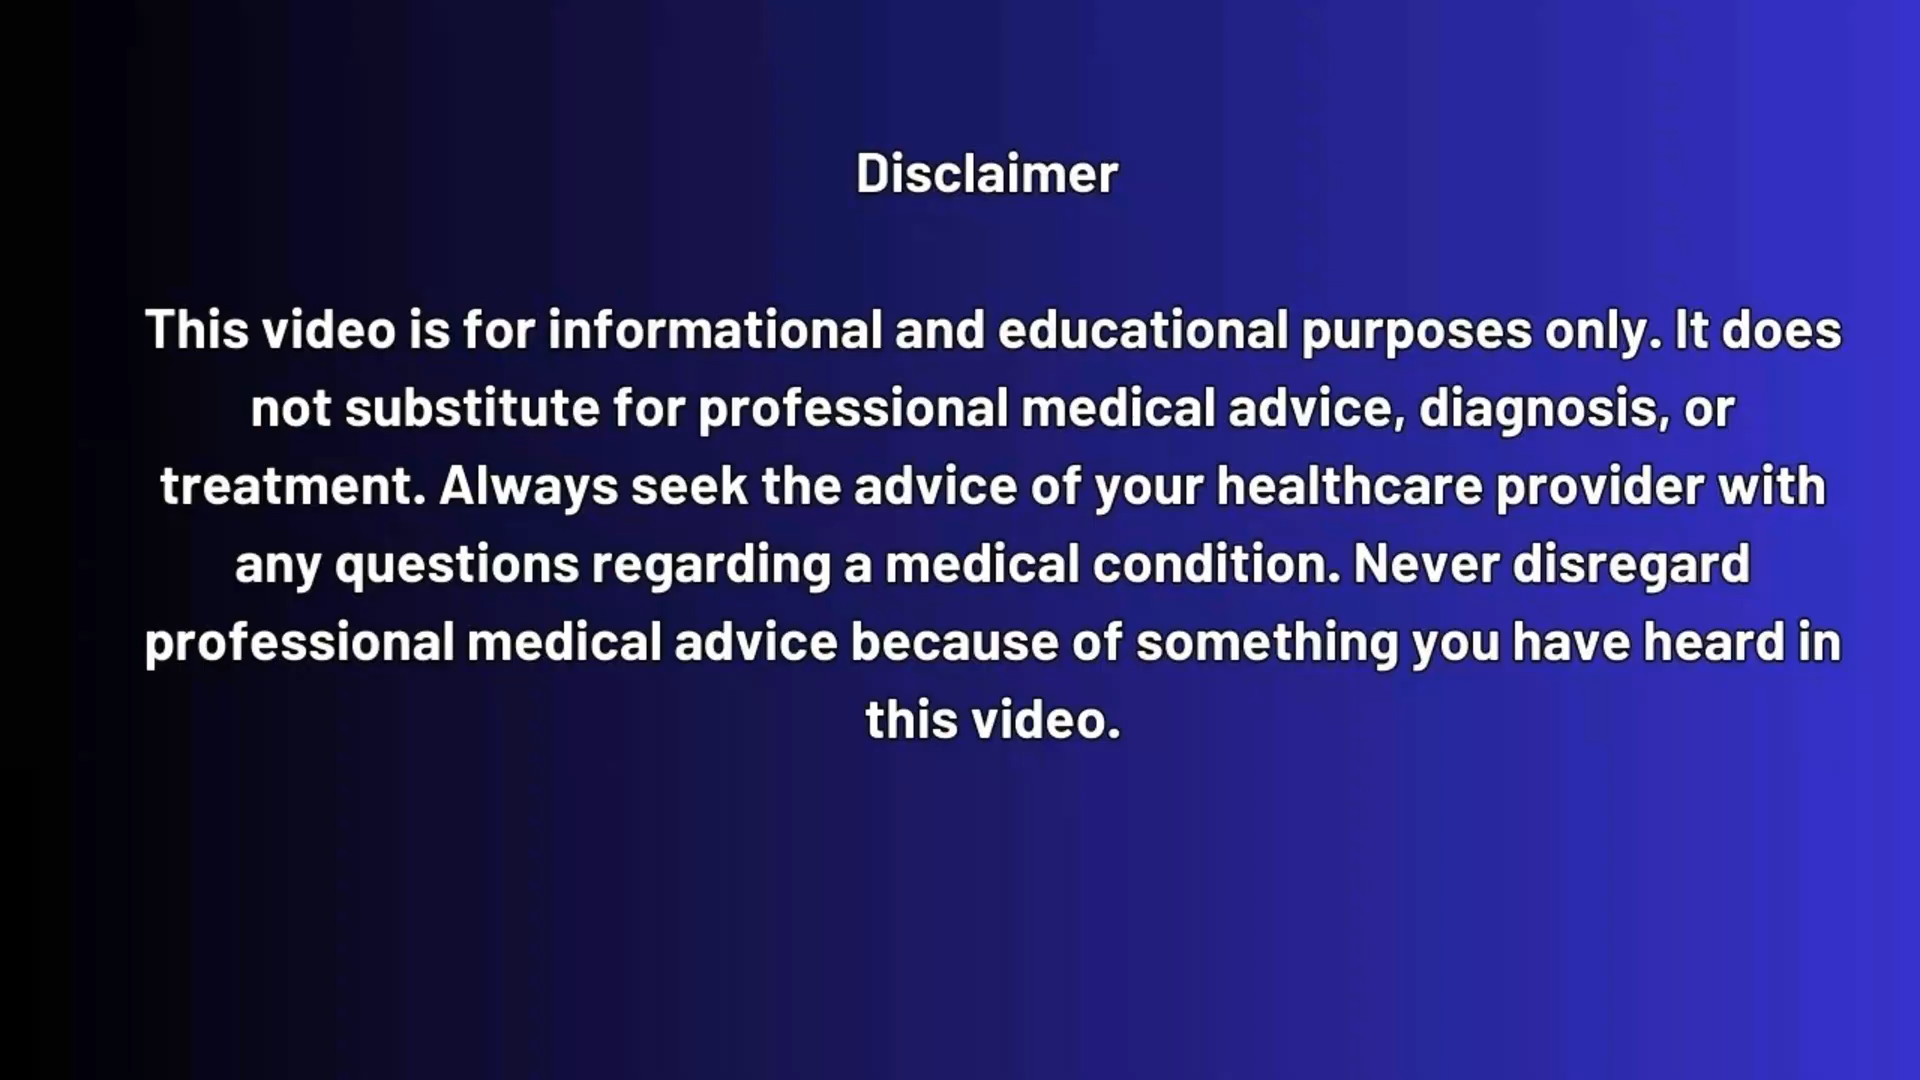 Disclaimer
This video is for informational and educational purposes only. It does
not substitute for professional medical advice, diagnosis, or
treatment. Always seek the advice of your healthcare provider with
any questions regarding a medical condition. Never disregard
professional medical advice because of something you have heard in
this video.